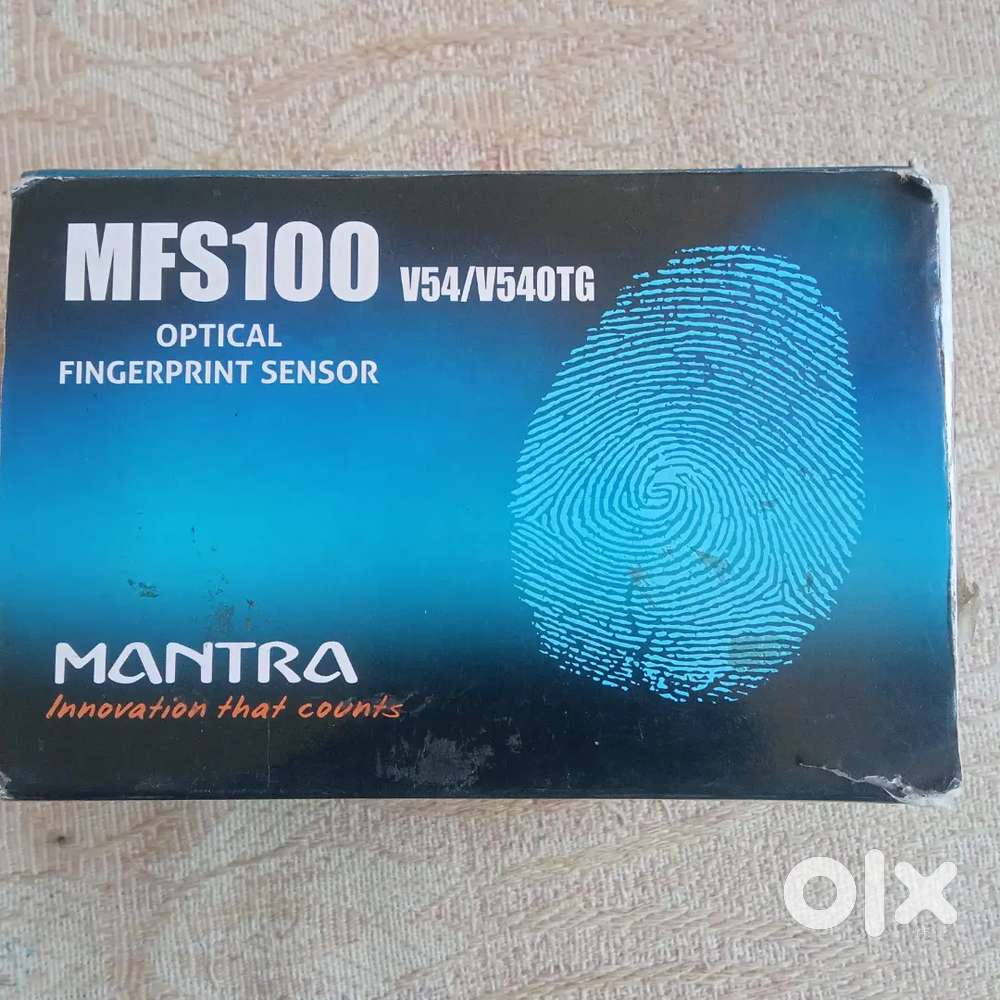 MFS100 V54/V540TG
OPTICAL
FINGERPRINT SENSOR
MANTRA
Innovation that counts
olx